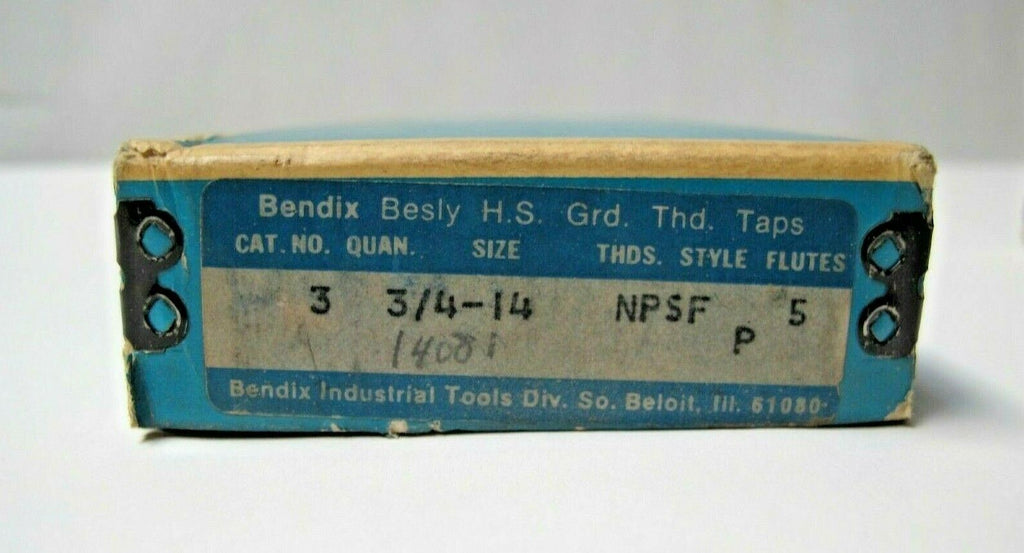 Bendix Besly H.S. Grd. Thd. Taps
CAT. NO. QUAN. SIZE THDS. STYLE FLUTES
3 3/4-14 NPSF 5
P
14081
Bendix Industrial Tools Div. So. Beloit, Ill. 61080